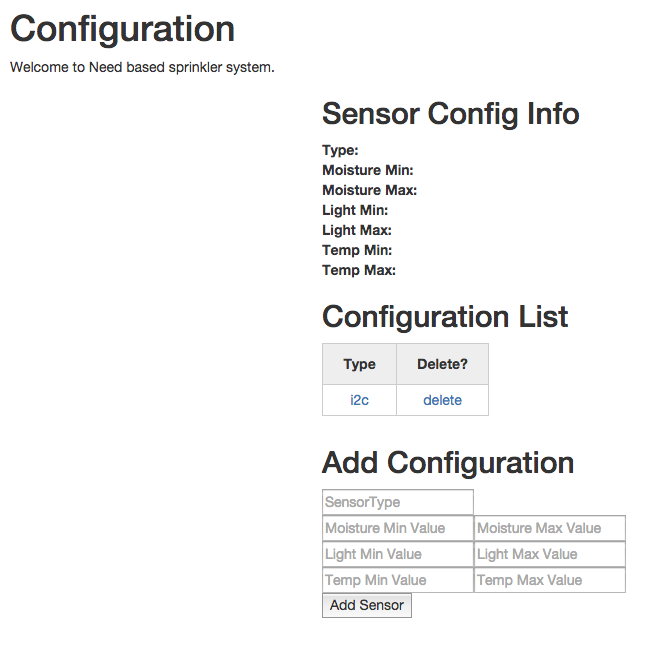 Configuration
Welcome to Need based sprinkler system.
Sensor Config Info
Type:
Moisture Min:
Moisture Max:
Light Min:
Light Max:
Temp Min:
Temp Max:
Configuration List
Type Delete?
i2c delete
Add Configuration
SensorType
Moisture Min Value Moisture Max Value
Light Min Value Light Max Value
Temp Min Value Temp Max Value
Add Sensor